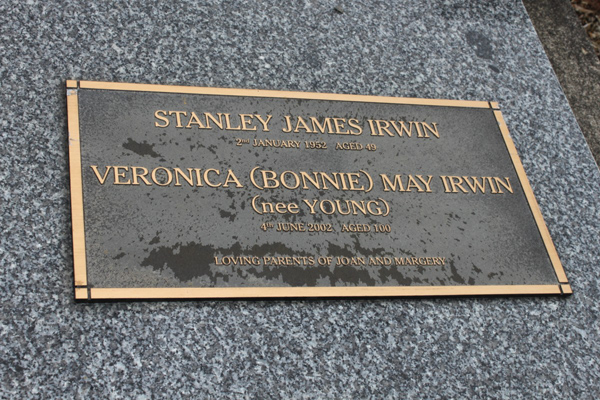 STANLEY JAMES IRWIN
2nd JANUARY 1952 AGED 49
VERONICA (BONNIE) MAY IRWIN
(nee YOUNG)
4th JUNE 2002 AGED 100
LOVING PARENTS OF JOAN AND MARGERY